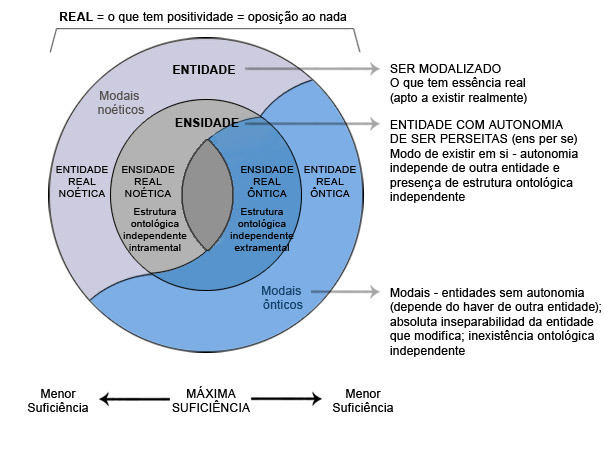 REAL = o que tem positividade = oposição ao nada
ENTIDADE
SER MODALIZADO
O que tem essência real
(apto a existir realmente)
Modais
noéticos
ENSIDADE
ENTIDADE COM AUTONOMIA
DE SER PERSEITAS (ens per se)
Modo de existir em si - autonomia
independe de outra entidade e
presença de estrutura ontológica
independente
ENTIDADE
REAL
NOÉTICA
ENSIDADE
REAL
NOÉTICA
Estrutura
ontológica
independente
intramental
ENSIDADE
REAL
ÔNTICA
Estrutura
ontológica
independente
extramental
ENTIDADE
REAL
ÔNTICA
Modais
ônticos
Modais - entidades sem autonomia
(depende do haver de outra entidade);
absoluta inseparabilidad da entidade
que modifica; inexistência ontológica
independente
Menor
Suficiência
MÁXIMA
SUFICIÊNCIA
Menor
Suficiência